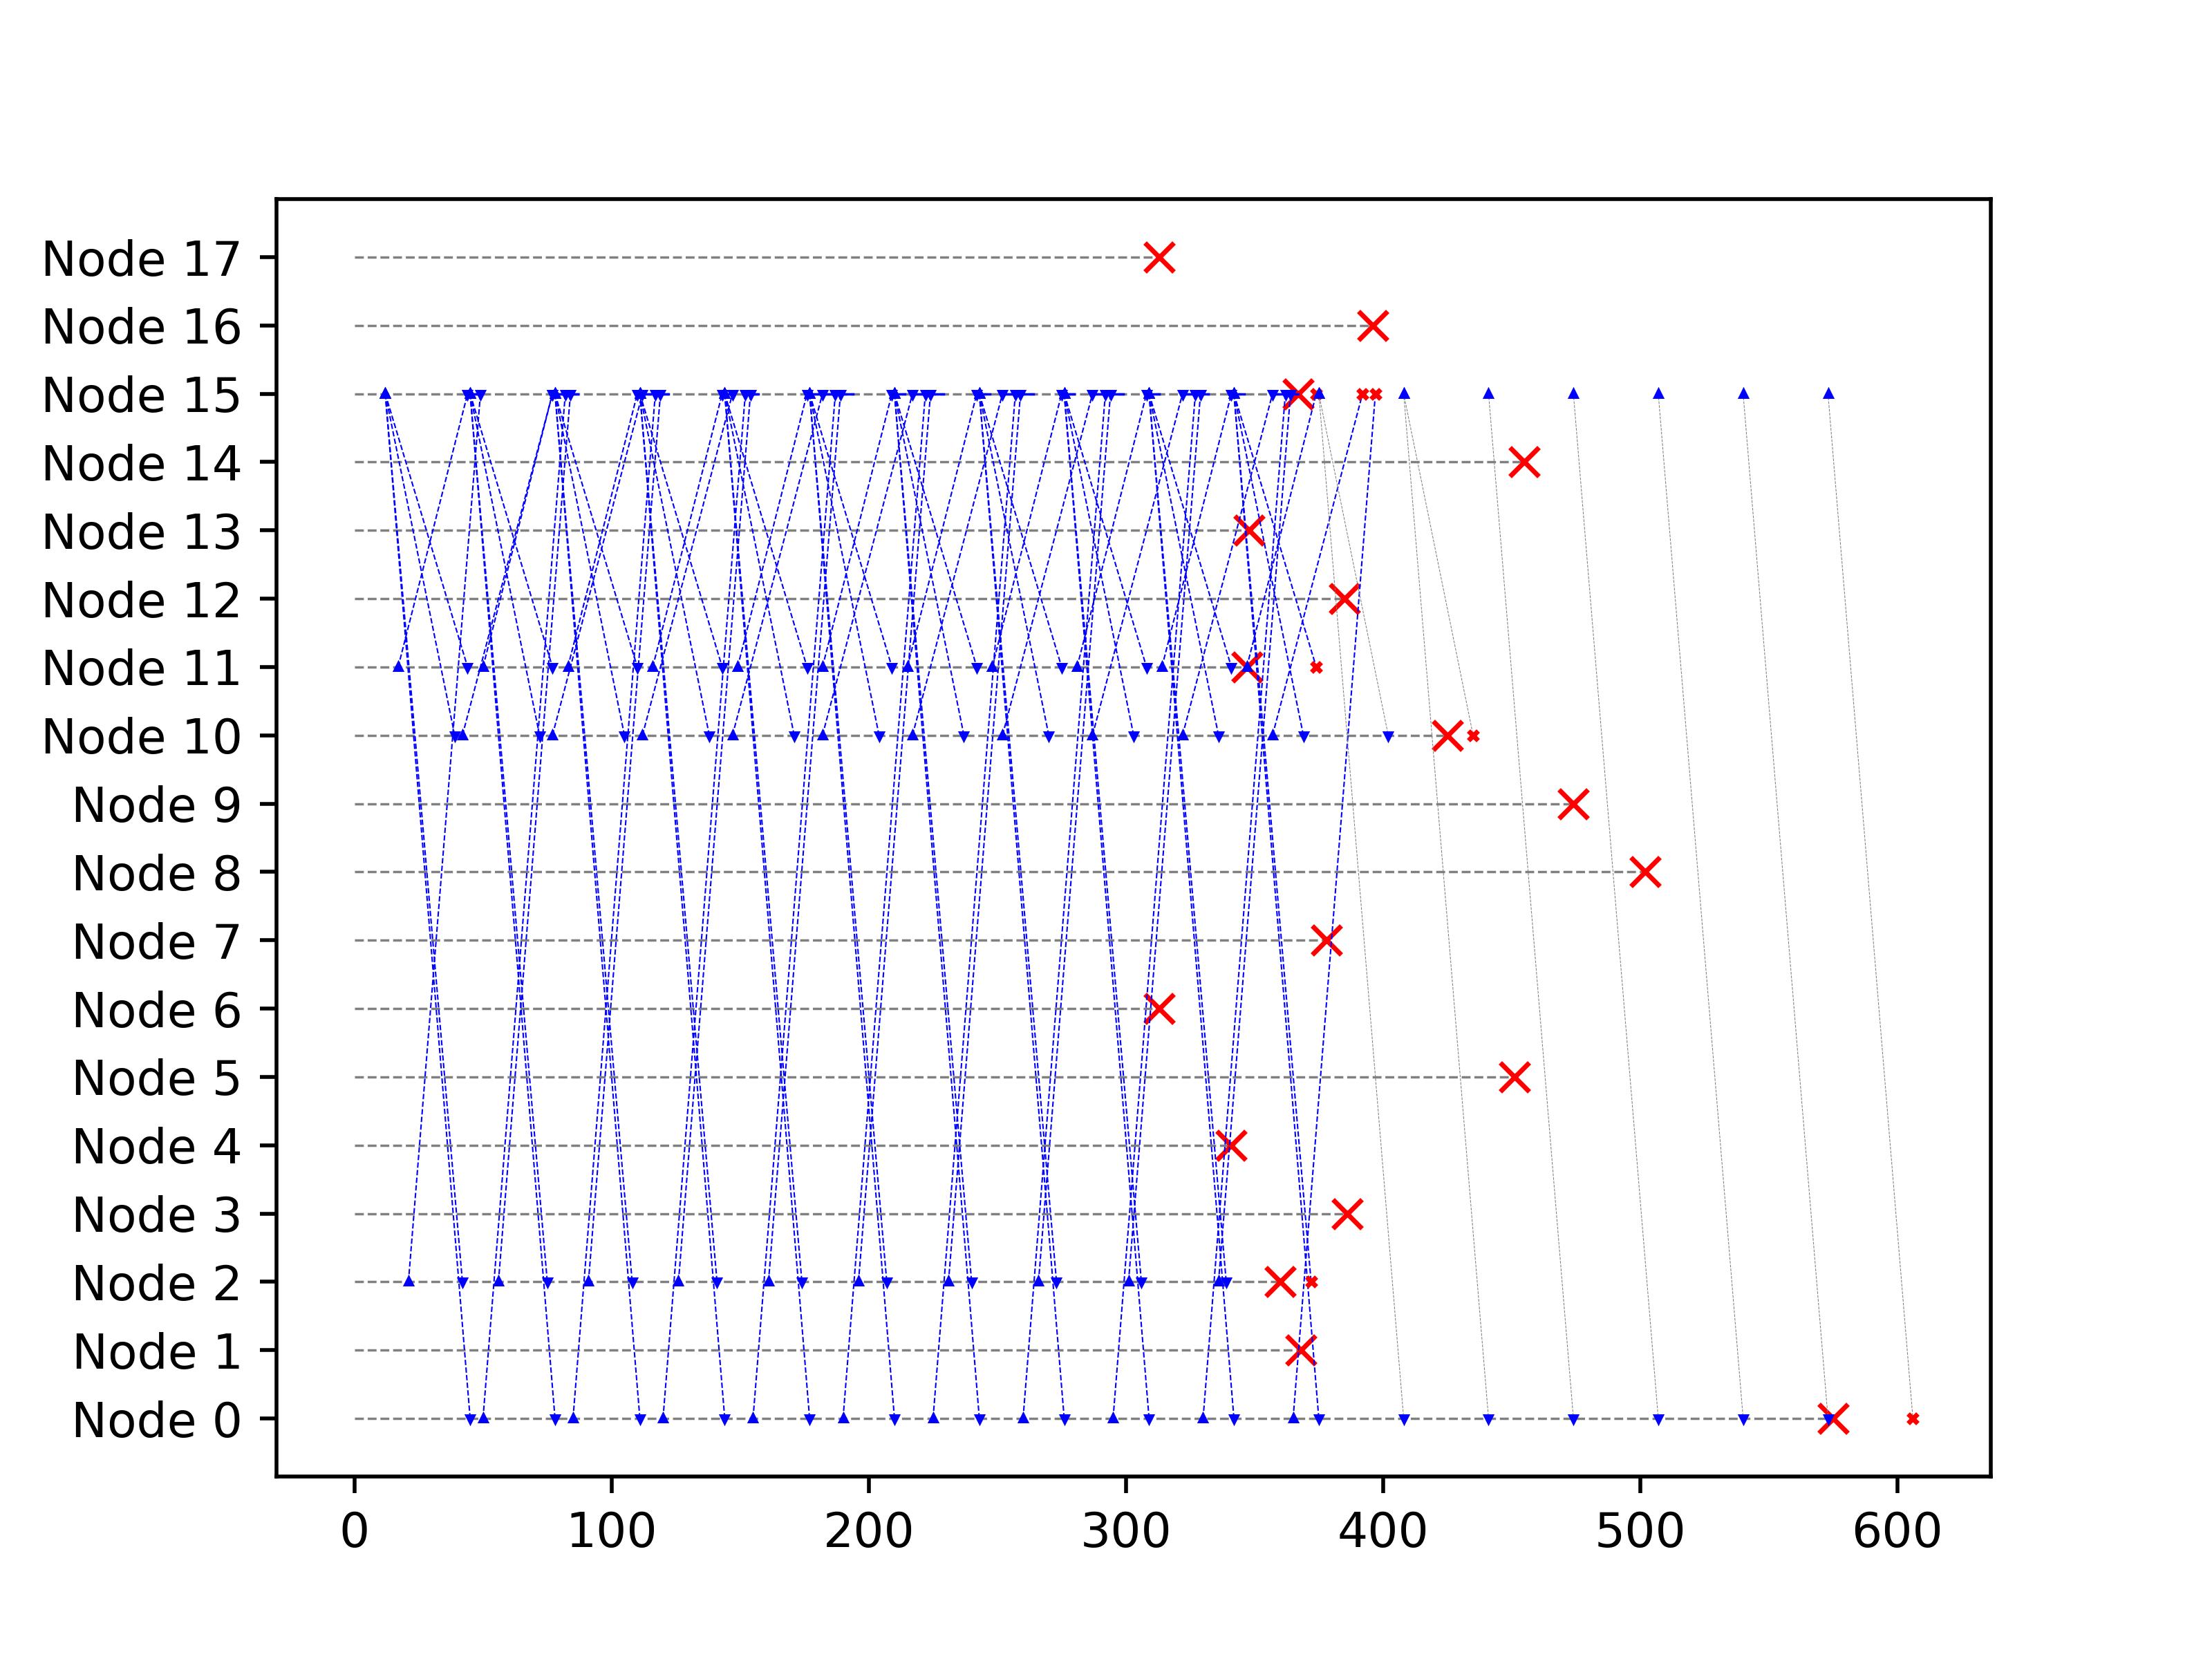 Node 17
Node 16
Node 15
Node 14
Node 13
Node 12
Node 11
Node 10
Node 9
Node 8
Node 7
Node 6
Node 5
Node 4
Node 3
Node 2
Node 1
Node 0
0 100 200 300 400 500 600